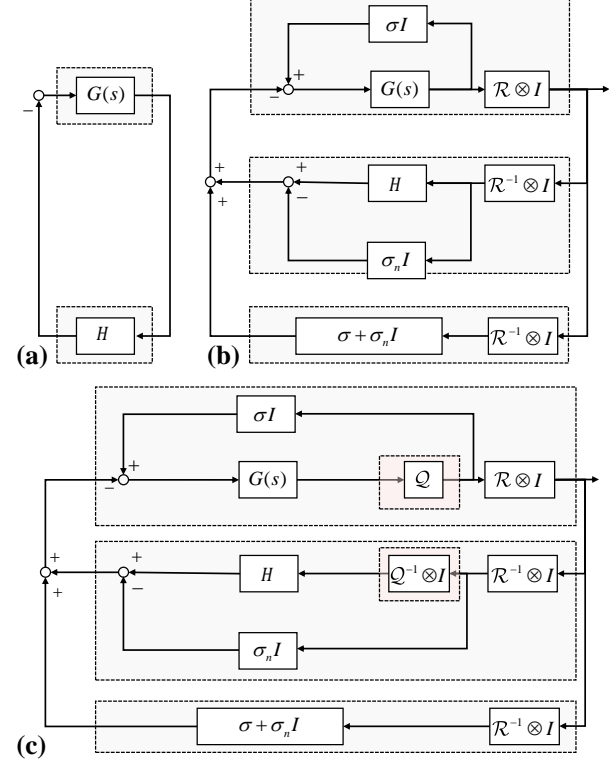 G(s)
−
H
(a)
σI
+
−
G(s)
ℛ ⊗ I
+
+
+
−
H
ℛ⁻¹ ⊗ I
σₙI
σ + σₙI
ℛ⁻¹ ⊗ I
(b)
σI
+
−
G(s)
𝒬
ℛ ⊗ I
+
+
+
−
H
𝒬⁻¹ ⊗I
ℛ⁻¹ ⊗ I
σₙI
σ + σₙI
ℛ⁻¹ ⊗ I
(c)